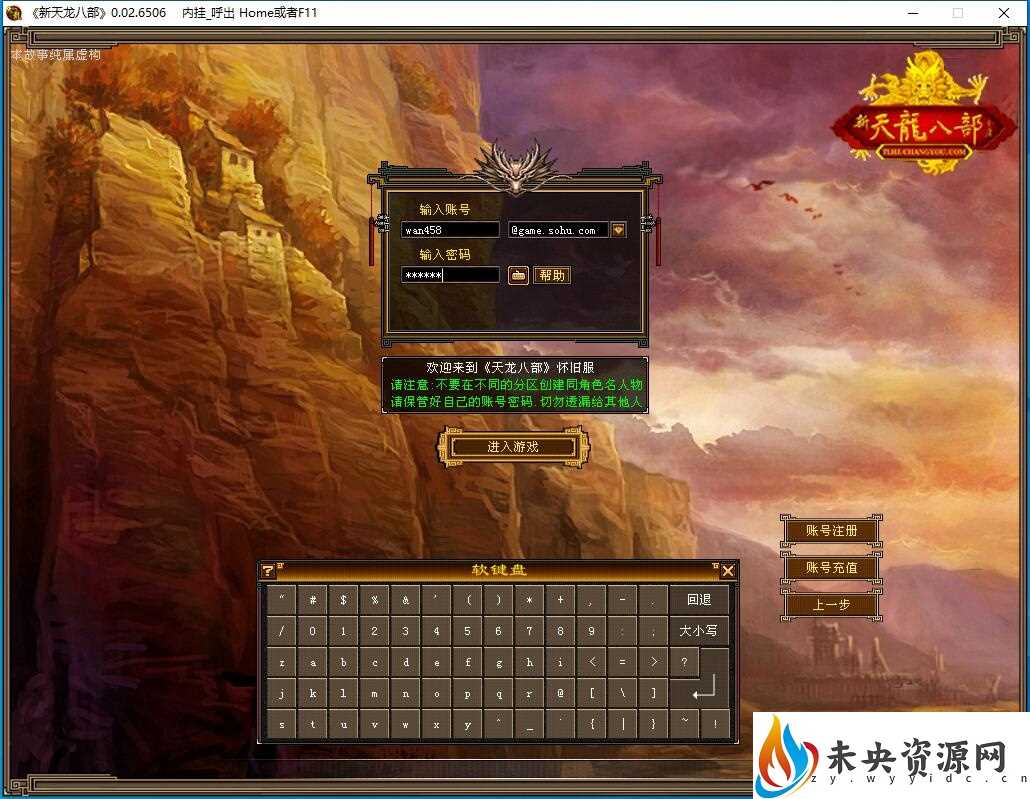 《新天龙八部》0.02.6506 内挂_呼出 Home或者F11
本故事纯属虚构
新天龍八部
TLHJ.CHANGYOU.COM
输入账号
wan458 @game.sohu.com
输入密码
******
帮助
欢迎来到《天龙八部》怀旧服
请注意:不要在不同的分区创建同角色名人物
请保管好自己的账号密码.切勿透漏给其他人
进入游戏
账号注册
账号充值
上一步
? 软键盘
" # $ % & ' ( ) * + , - . 回退
/ 0 1 2 3 4 5 6 7 8 9 : ; 大小写
z a b c d e f g h i < = > ?
j k l m n o p q r @ [ \ ]
s t u v w x y ^ _ ` { | } ~ !
未央资源网
zy.wyyidc.cn